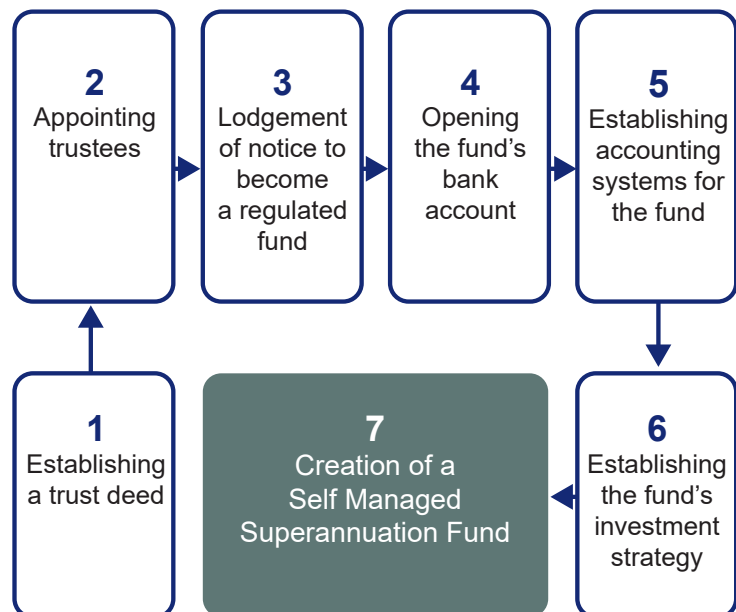 2
Appointing
trustees
3
Lodgement
of notice to
become
a regulated
fund
4
Opening
the fund's
bank
account
5
Establishing
accounting
systems for
the fund
1
Establishing
a trust deed
7
Creation of a
Self Managed
Superannuation Fund
6
Establishing
the fund's
investment
strategy